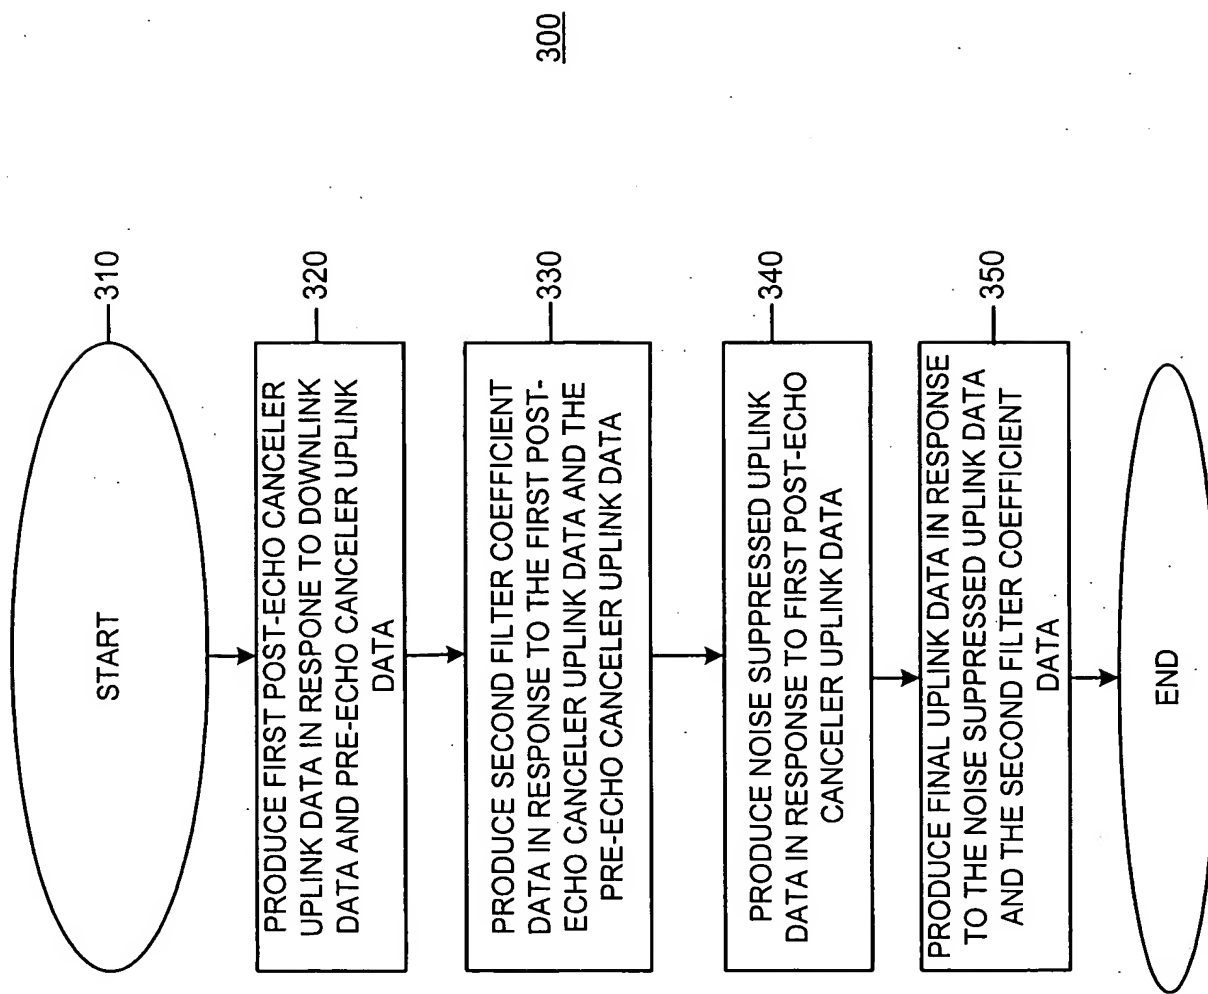 300
START
310
PRODUCE FIRST POST-ECHO CANCELER
UPLINK DATA IN RESPONE TO DOWNLINK
DATA AND PRE-ECHO CANCELER UPLINK
DATA
320
PRODUCE SECOND FILTER COEFFICIENT
DATA IN RESPONSE TO THE FIRST POST-
ECHO CANCELER UPLINK DATA AND THE
PRE-ECHO CANCELER UPLINK DATA
330
PRODUCE NOISE SUPPRESSED UPLINK
DATA IN RESPONSE TO FIRST POST-ECHO
CANCELER UPLINK DATA
340
PRODUCE FINAL UPLINK DATA IN RESPONSE
TO THE NOISE SUPPRESSED UPLINK DATA
AND THE SECOND FILTER COEFFICIENT
DATA
350
END